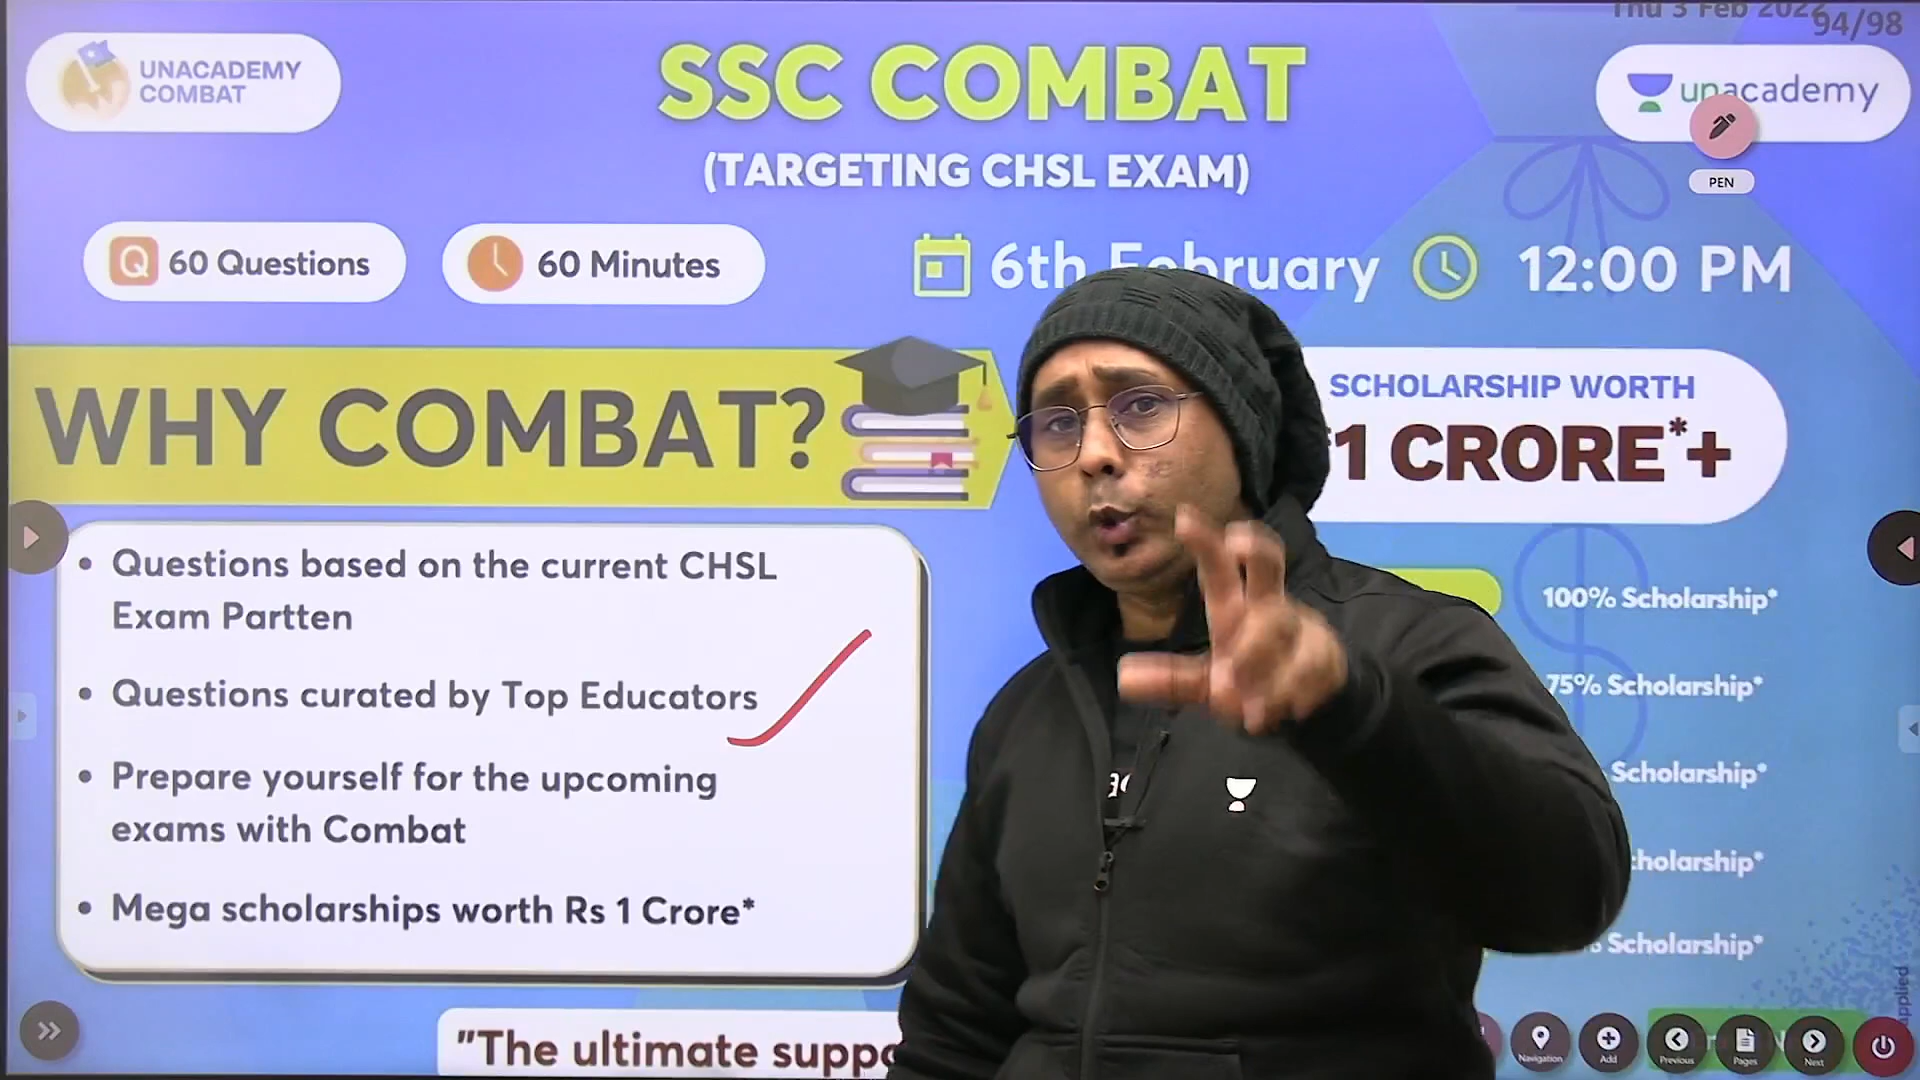 Thu 3 Feb 2022
94/98
UNACADEMY
COMBAT
SSC COMBAT
(TARGETING CHSL EXAM)
unacademy
PEN
Q 60 Questions
60 Minutes
6th February
12:00 PM
WHY COMBAT?
SCHOLARSHIP WORTH
1 CRORE*+
• Questions based on the current CHSL
Exam Partten
• Questions curated by Top Educators
• Prepare yourself for the upcoming
exams with Combat
• Mega scholarships worth Rs 1 Crore*
100% Scholarship*
75% Scholarship*
Scholarship*
Scholarship*
"The ultimate
Navigation
Add
Previous
Pages
Next